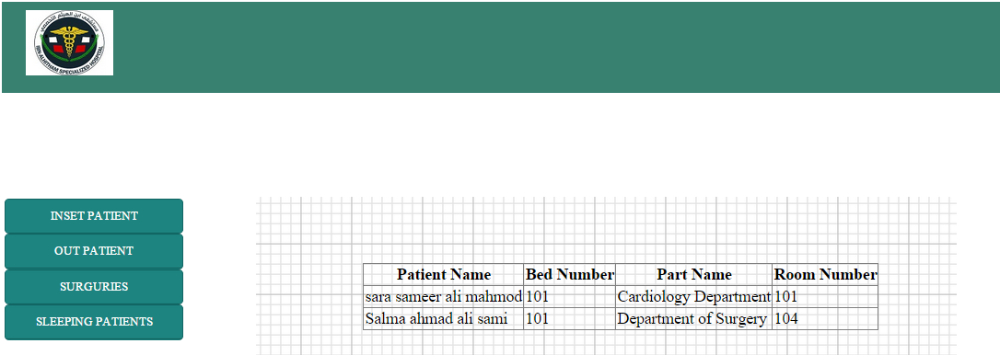 مستشفى ابن الهيثم التخصصي
IBN ALHITHAM SPECIALIZED HOSPITAL
INSET PATIENT
OUT PATIENT
SURGURIES
SLEEPING PATIENTS
Patient Name Bed Number Part Name Room Number
sara sameer ali mahmod 101 Cardiology Department 101
Salma ahmad ali sami 101 Department of Surgery 104